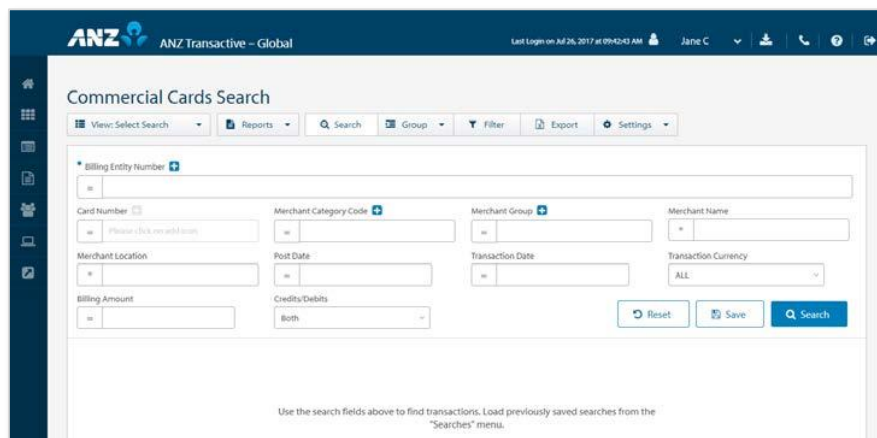 ANZ ANZ Transactive – Global Last Login on Jul 26, 2017 at 09:42:43 AM Jane C
Commercial Cards Search
View: Select Search Reports Search Group Filter Export Settings
* Billing Entity Number
=
Card Number Merchant Category Code Merchant Group Merchant Name
= Please click on add icon = = *
Merchant Location Post Date Transaction Date Transaction Currency
* = = ALL
Billing Amount Credits/Debits
= Both Reset Save Search
Use the search fields above to find transactions. Load previously saved searches from the
"Searches" menu.